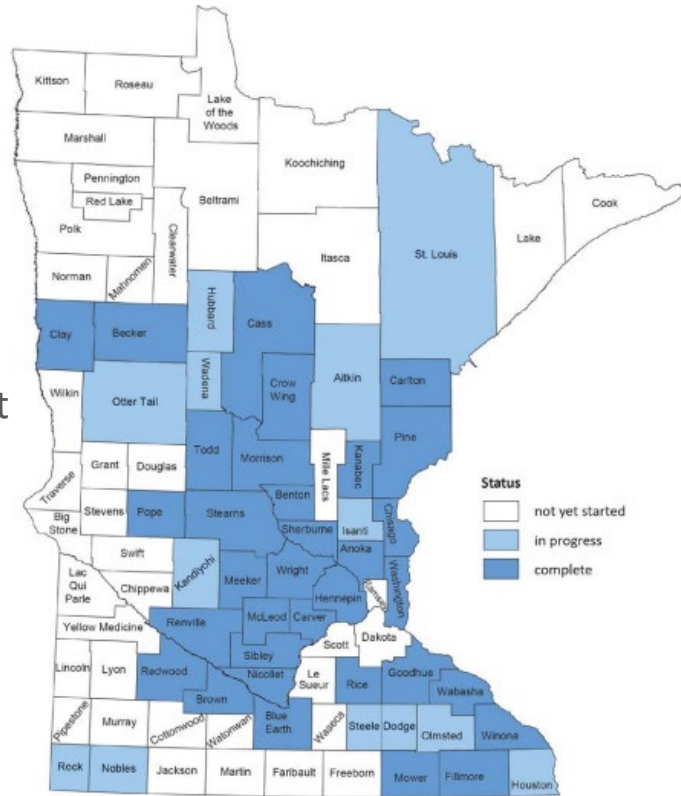 Kittson
Roseau
Lake
of the
Woods
Marshall
Koochiching
Pennington
Red Lake
Beltrami
Polk
Clearwater
Itasca
St. Louis
Lake
Cook
Norman
Mahnomen
Hubbard
Cass
Clay
Becker
Wadena
Aitkin
Crow
Wing
Carlton
Wilkin
Otter Tail
t
Pine
Todd
Morrison
Mille Lacs
Kanabec
Grant
Douglas
Traverse
Stevens
Pope
Stearns
Benton
Big
Stone
Sherburne
Isanti
Chisago
Status
not yet started
in progress
complete
Swift
Kandiyohi
Anoka
Washington
Lac
Qui
Parle
Chippewa
Meeker
Wright
Hennepin
Ramsey
Yellow Medicine
Renville
McLeod
Carver
Scott
Dakota
Lincoln
Lyon
Redwood
Sibley
Nicollet
Le
Sueur
Rice
Goodhue
Wabasha
Pipestone
Murray
Cottonwood
Brown
Watonwan
Blue
Earth
Waseca
Steele
Dodge
Olmsted
Winona
Rock
Nobles
Jackson
Martin
Faribault
Freeborn
Mower
Fillmore
Houston